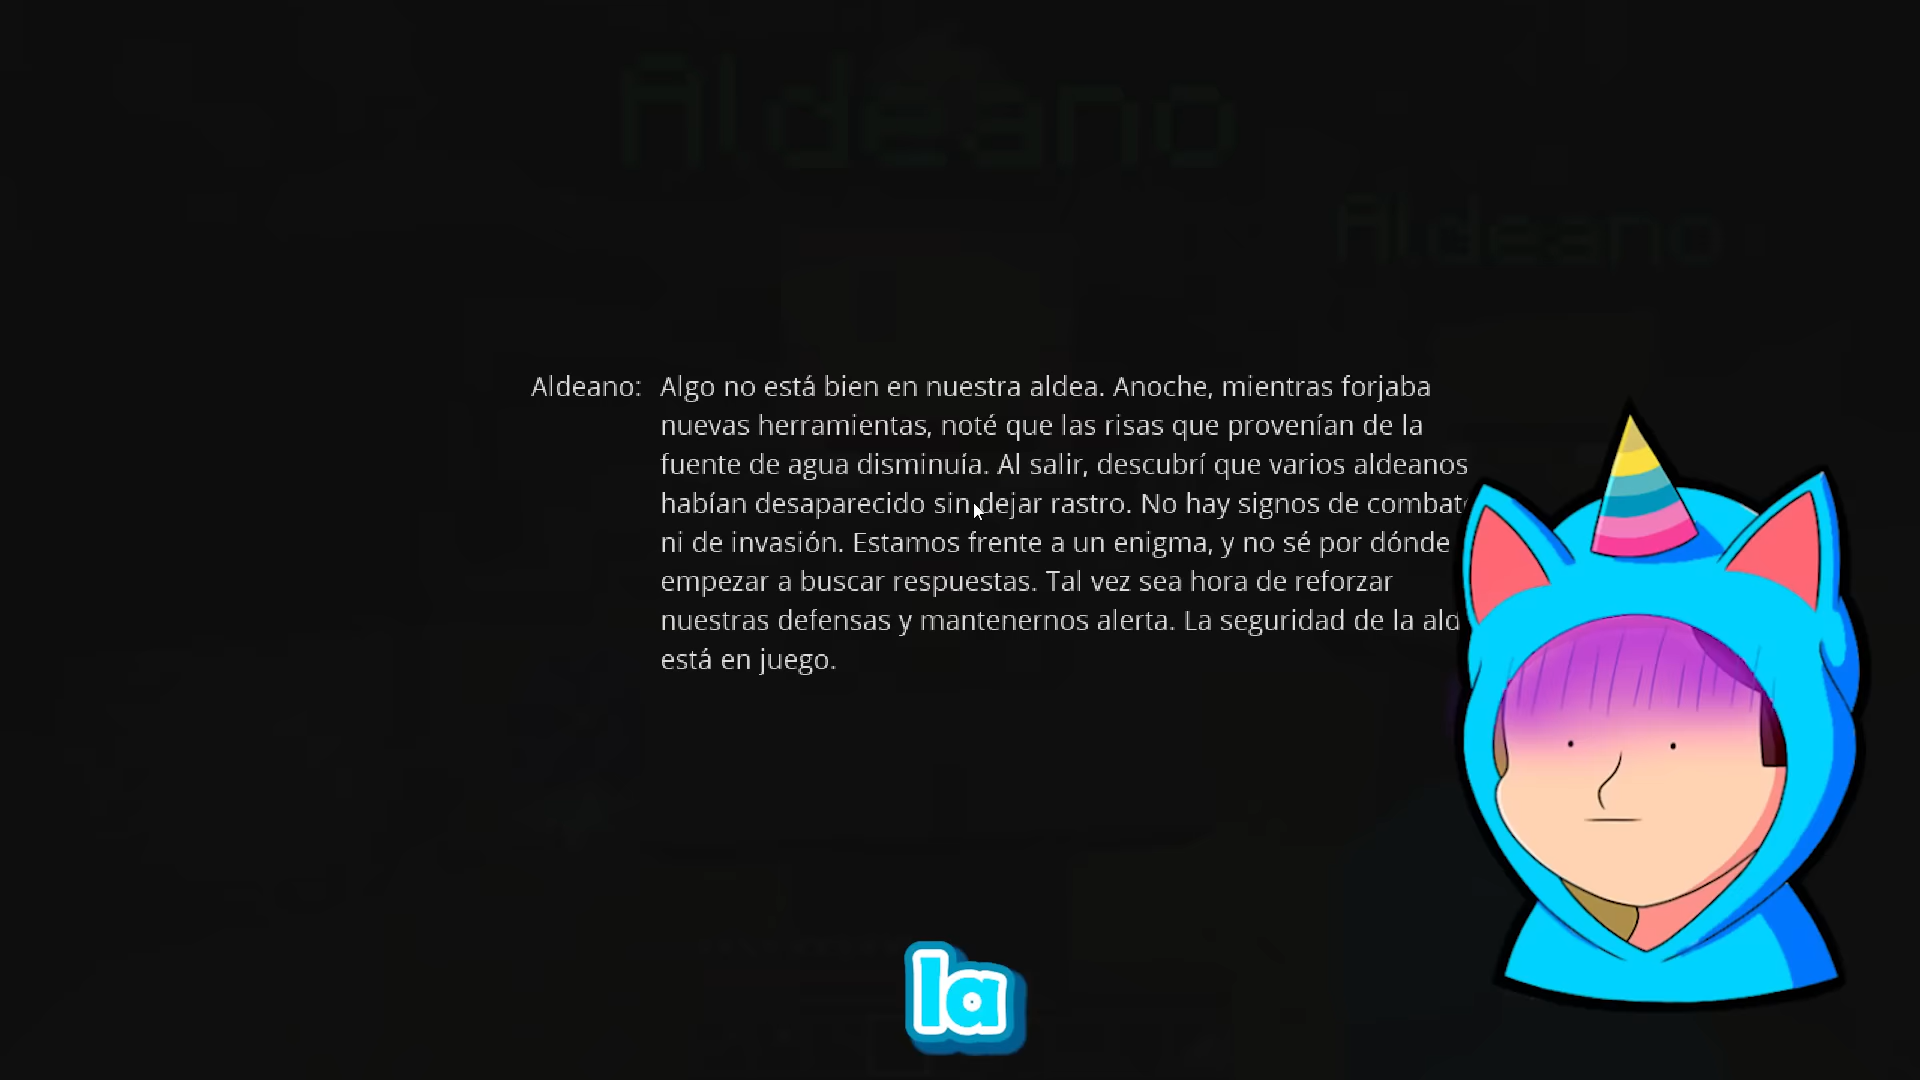 Aldeano
Aldeano
Aldeano: Algo no está bien en nuestra aldea. Anoche, mientras forjaba
nuevas herramientas, noté que las risas que provenían de la
fuente de agua disminuía. Al salir, descubrí que varios aldeanos
habían desaparecido sin dejar rastro. No hay signos de combat
ni de invasión. Estamos frente a un enigma, y no sé por dónde
empezar a buscar respuestas. Tal vez sea hora de reforzar
nuestras defensas y mantenernos alerta. La seguridad de la ald
está en juego.
la